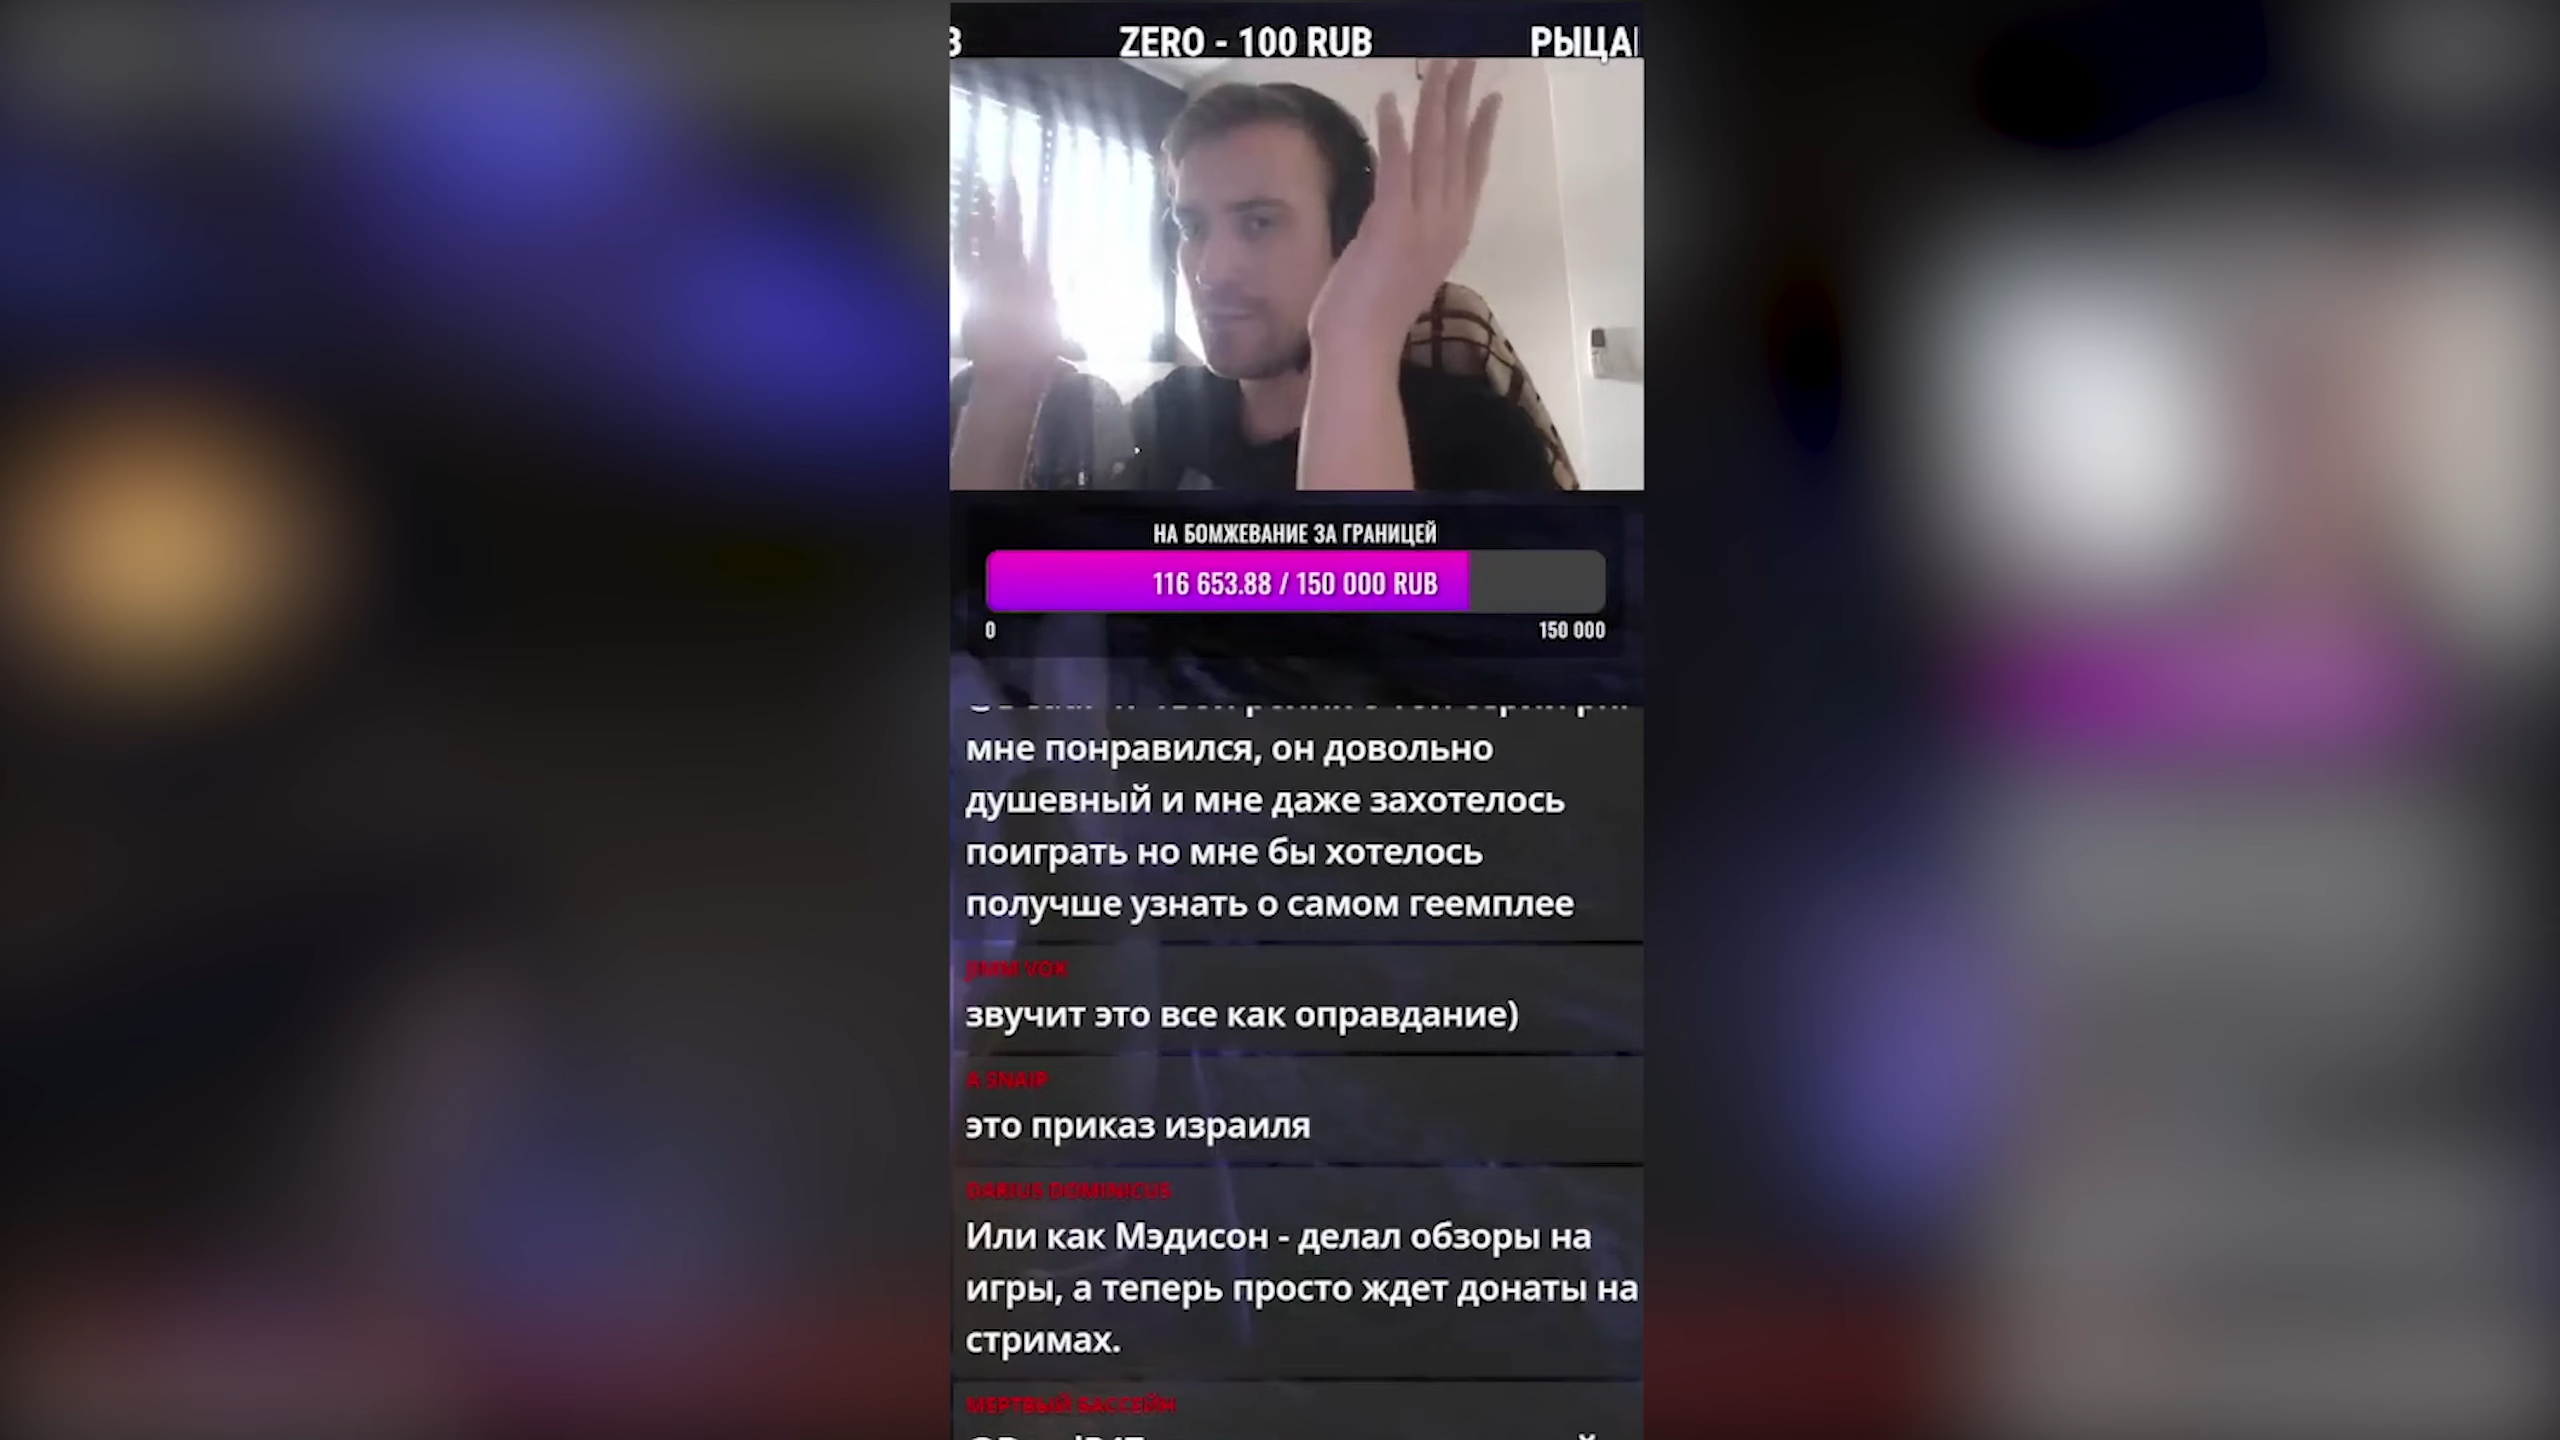 ZERO - 100 RUB
НА БОМЖЕВАНИЕ ЗА ГРАНИЦЕЙ
116 653.88 / 150 000 RUB
0 150 000
мне понравился, он довольно
душевный и мне даже захотелось
поиграть но мне бы хотелось
получше узнать о самом геемплее
JIMM VOK
звучит это все как оправдание)
A SNAIP
это приказ израиля
DARIUS DOMINICUS
Или как Мэдисон - делал обзоры на
игры, а теперь просто ждет донаты на
стримах.
МЕРТВЫЙ БАССЕЙН